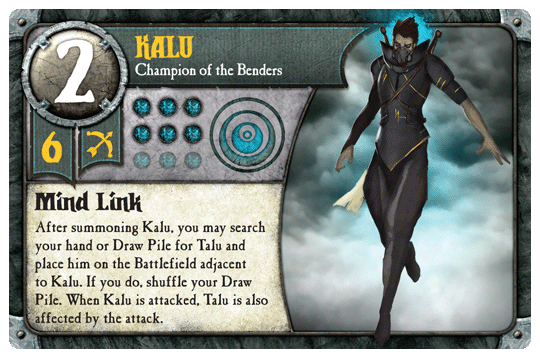 2
KALU
Champion of the Benders
6
Mind Link
After summoning Kalu, you may search
your hand or Draw Pile for Talu and
place him on the Battlefield adjacent
to Kalu. If you do, shuffle your Draw
Pile. When Kalu is attacked, Talu is also
affected by the attack.